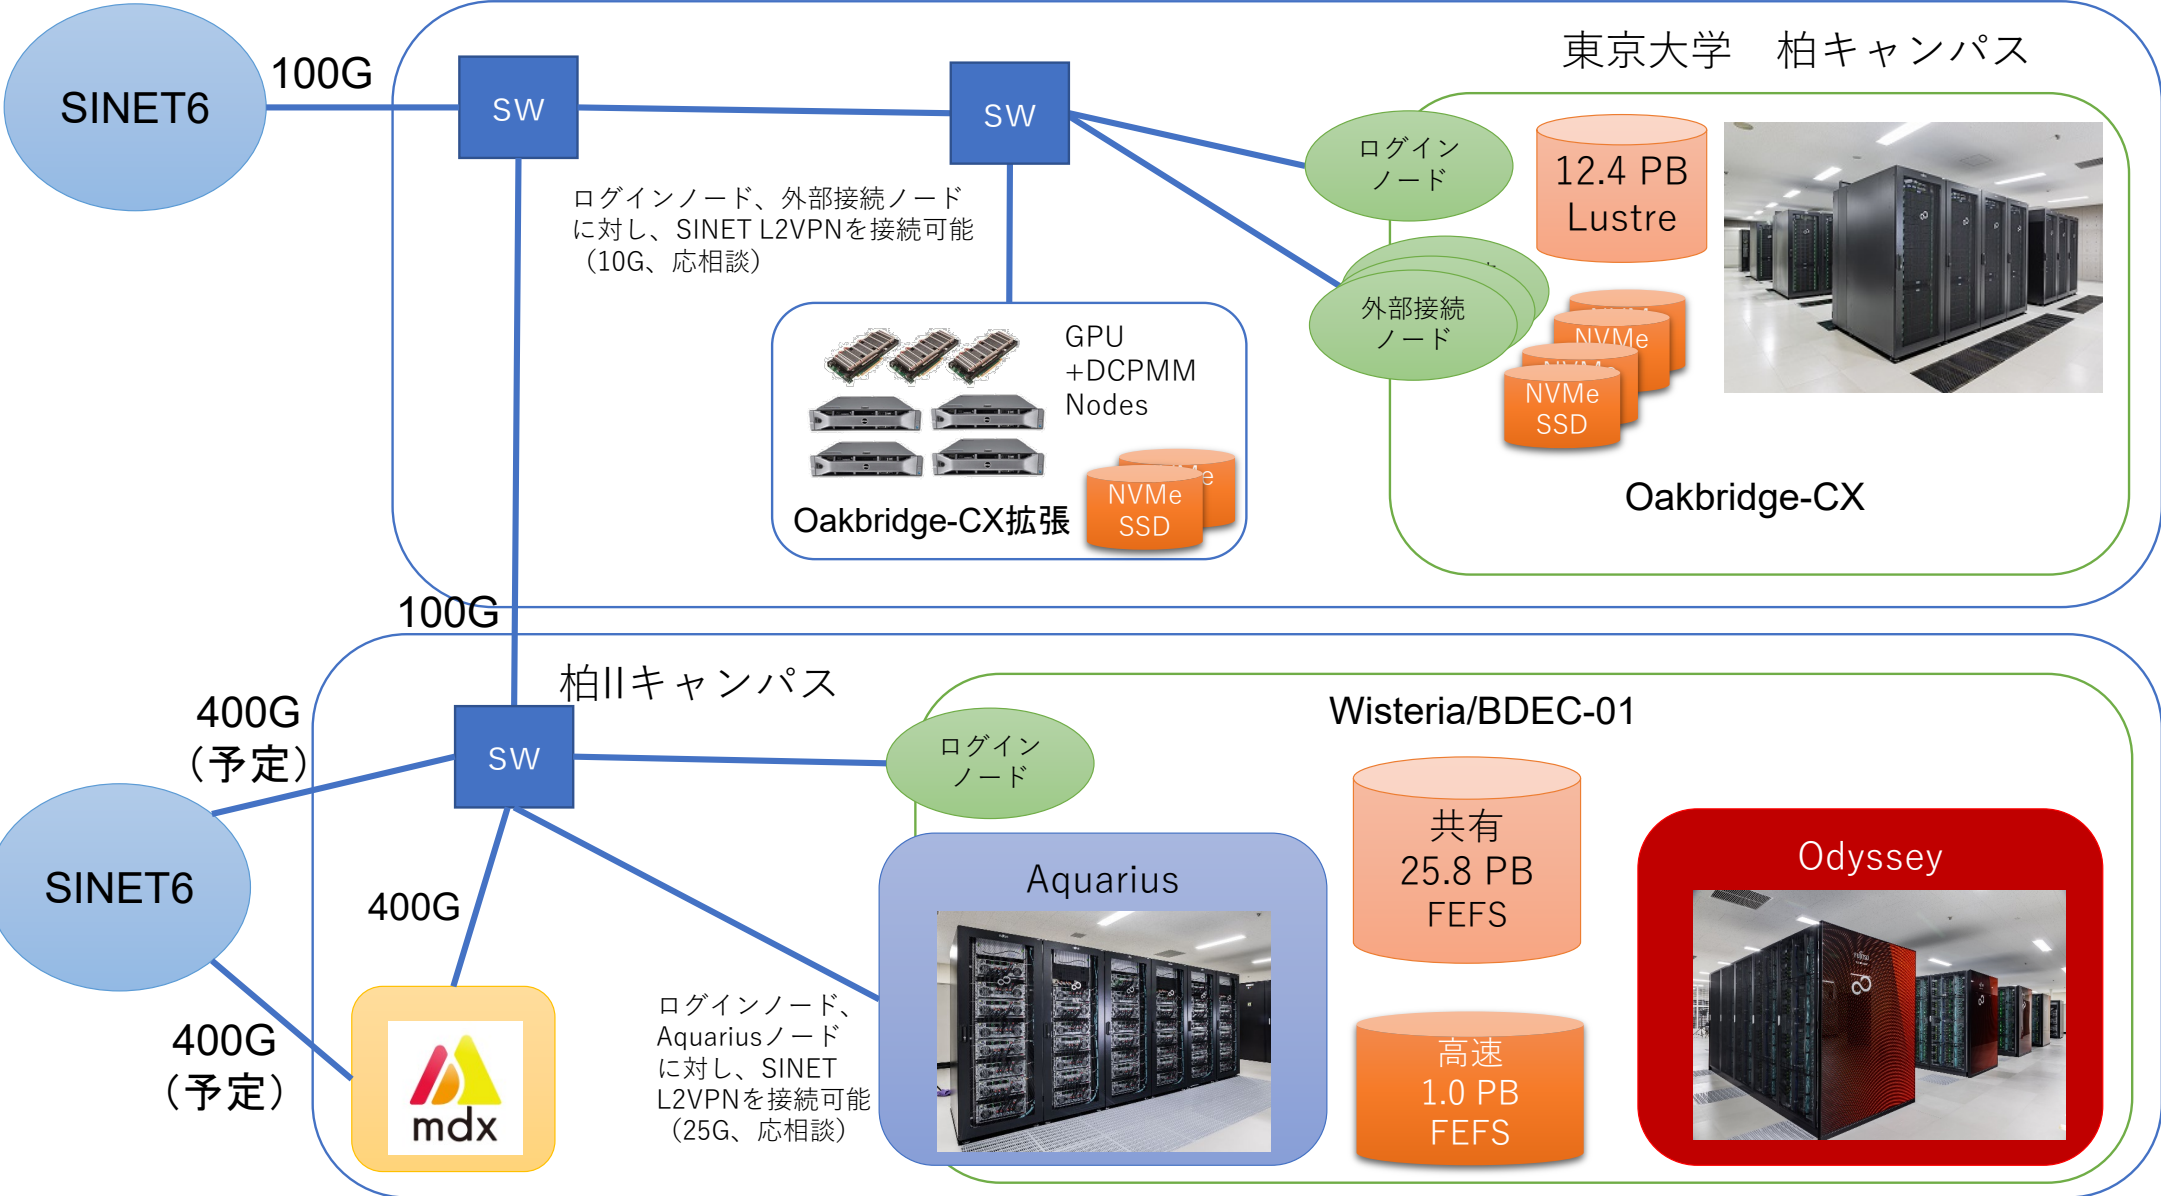 東京大学　柏キャンパス
SINET6
100G
SW
SW
ログイン
ノード
12.4 PB
Lustre
ログインノード、外部接続ノード
に対し、SINET L2VPNを接続可能
（10G、応相談）
外部接続
ノード
NVMe
NVMe
SSD
GPU
+DCPMM
Nodes
NVMe
SSD
Oakbridge-CX拡張
Oakbridge-CX
100G
柏IIキャンパス
400G
（予定）
SW
ログイン
ノード
Wisteria/BDEC-01
SINET6
400G
共有
25.8 PB
FEFS
Aquarius
Odyssey
400G
（予定）
mdx
ログインノード、
Aquariusノード
に対し、SINET
L2VPNを接続可能
（25G、応相談）
高速
1.0 PB
FEFS